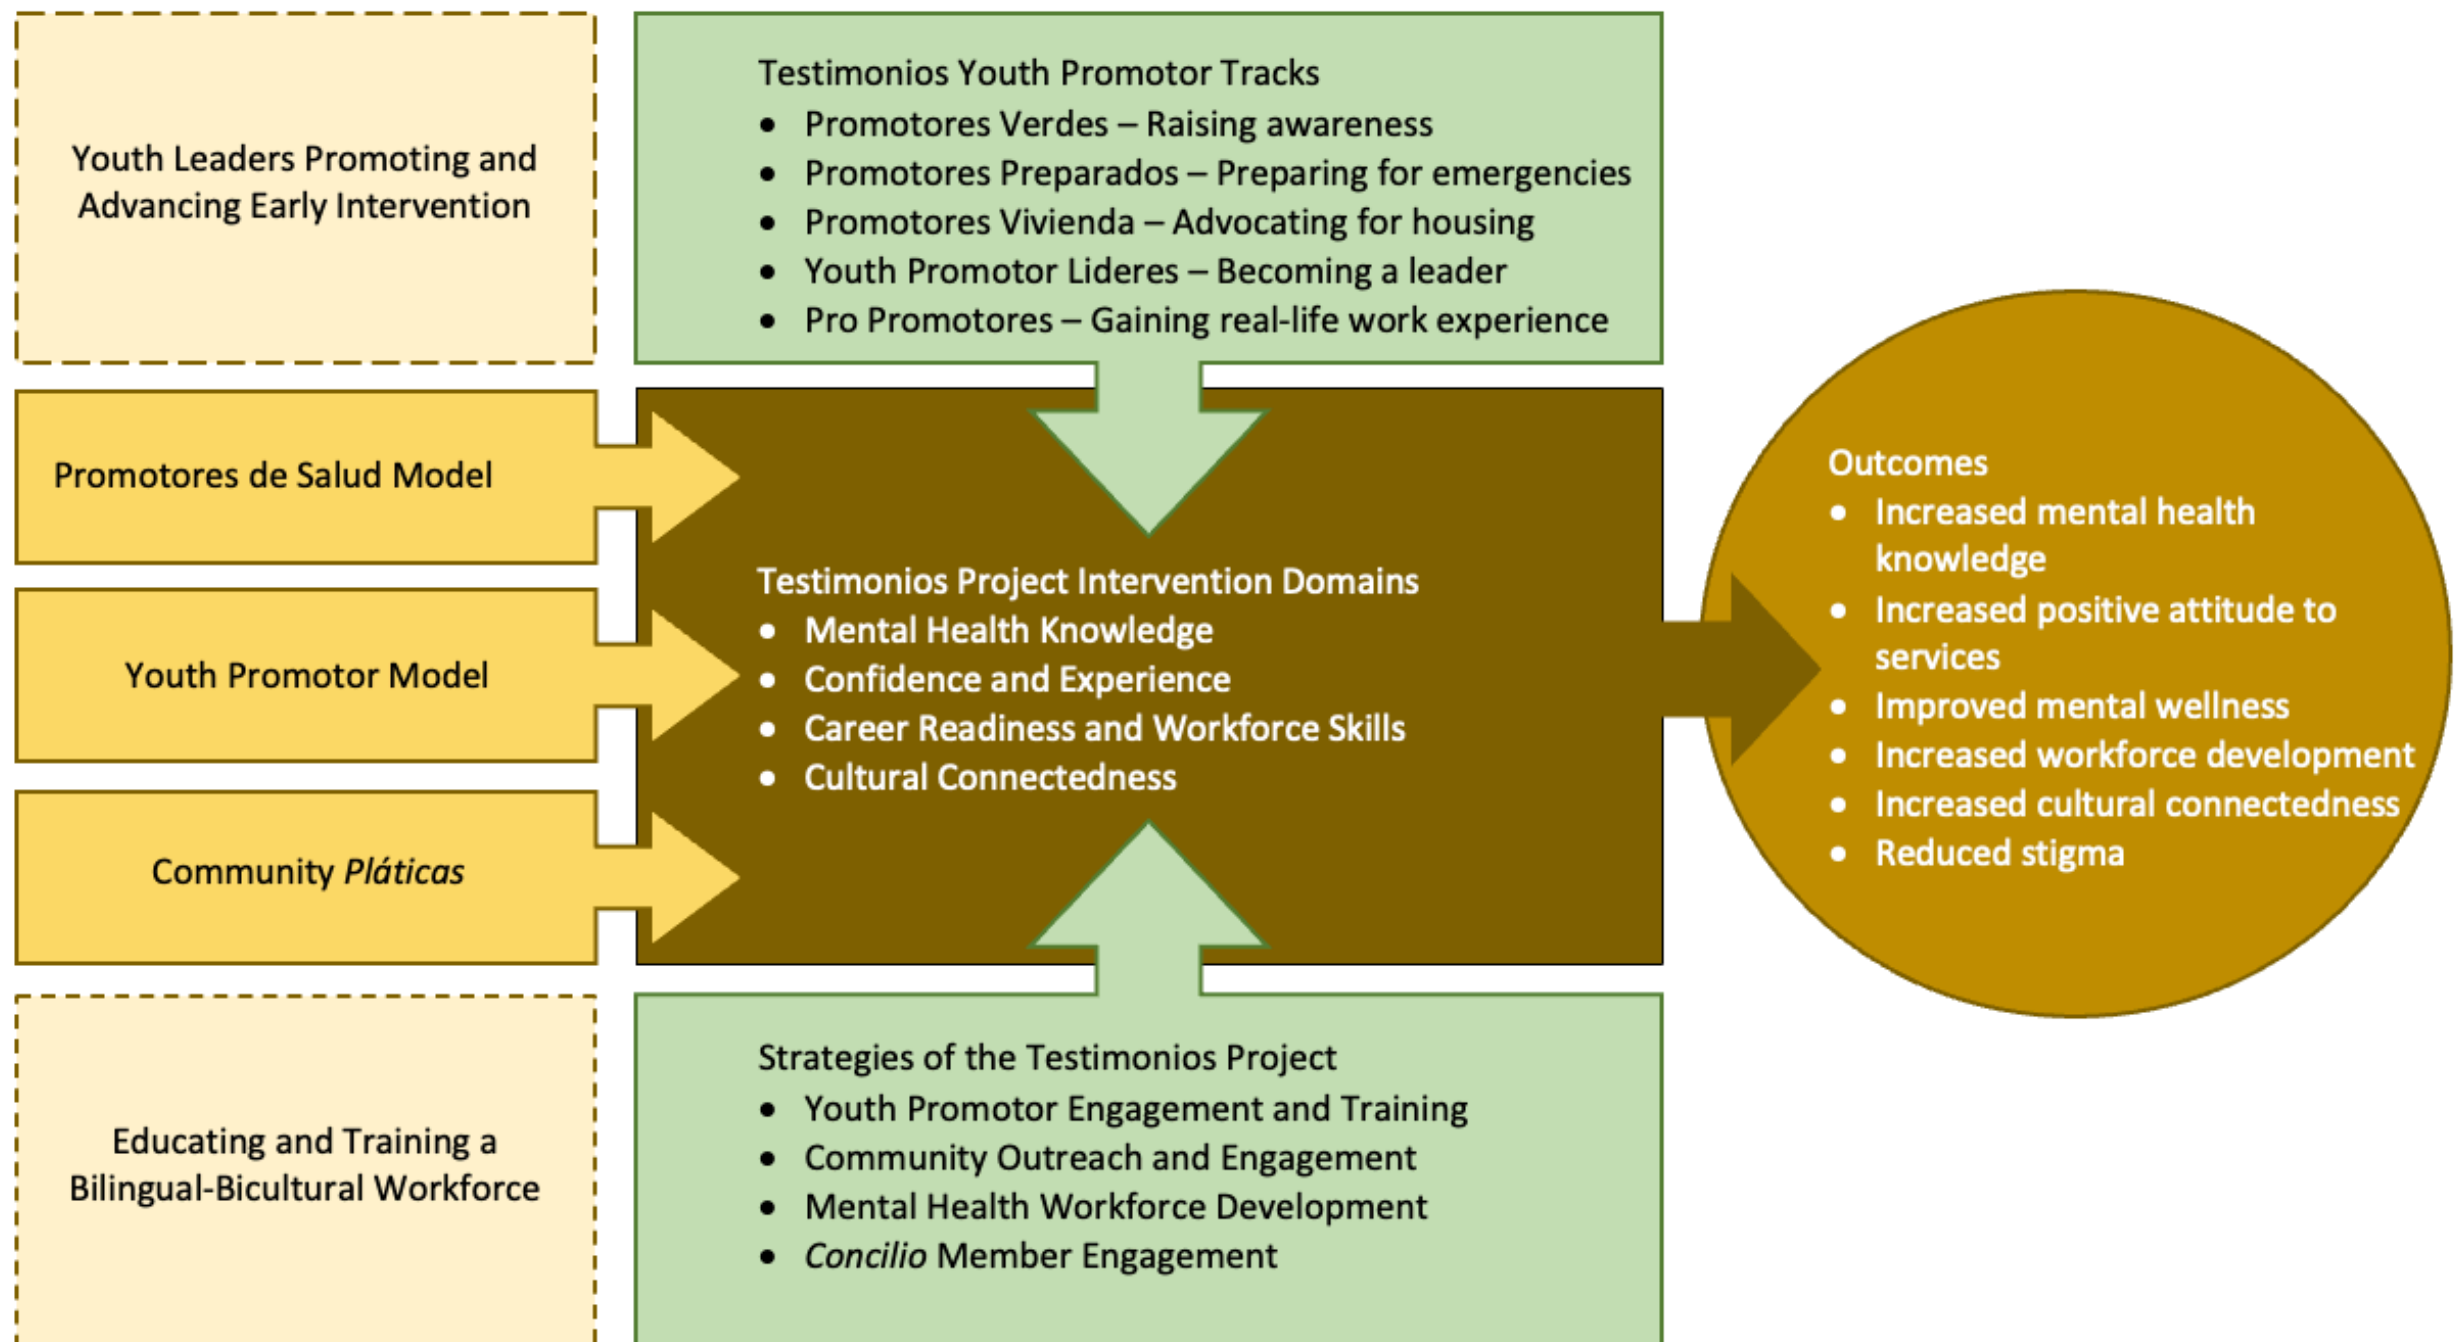 Youth Leaders Promoting and
Advancing Early Intervention
Testimonios Youth Promotor Tracks
• Promotores Verdes – Raising awareness
• Promotores Preparados – Preparing for emergencies
• Promotores Vivienda – Advocating for housing
• Youth Promotor Lideres – Becoming a leader
• Pro Promotores – Gaining real-life work experience
Promotores de Salud Model
Youth Promotor Model
Community Pláticas
Testimonios Project Intervention Domains
• Mental Health Knowledge
• Confidence and Experience
• Career Readiness and Workforce Skills
• Cultural Connectedness
Outcomes
• Increased mental health
knowledge
• Increased positive attitude to
services
• Improved mental wellness
• Increased workforce development
• Increased cultural connectedness
• Reduced stigma
Educating and Training a
Bilingual-Bicultural Workforce
Strategies of the Testimonios Project
• Youth Promotor Engagement and Training
• Community Outreach and Engagement
• Mental Health Workforce Development
• Concilio Member Engagement